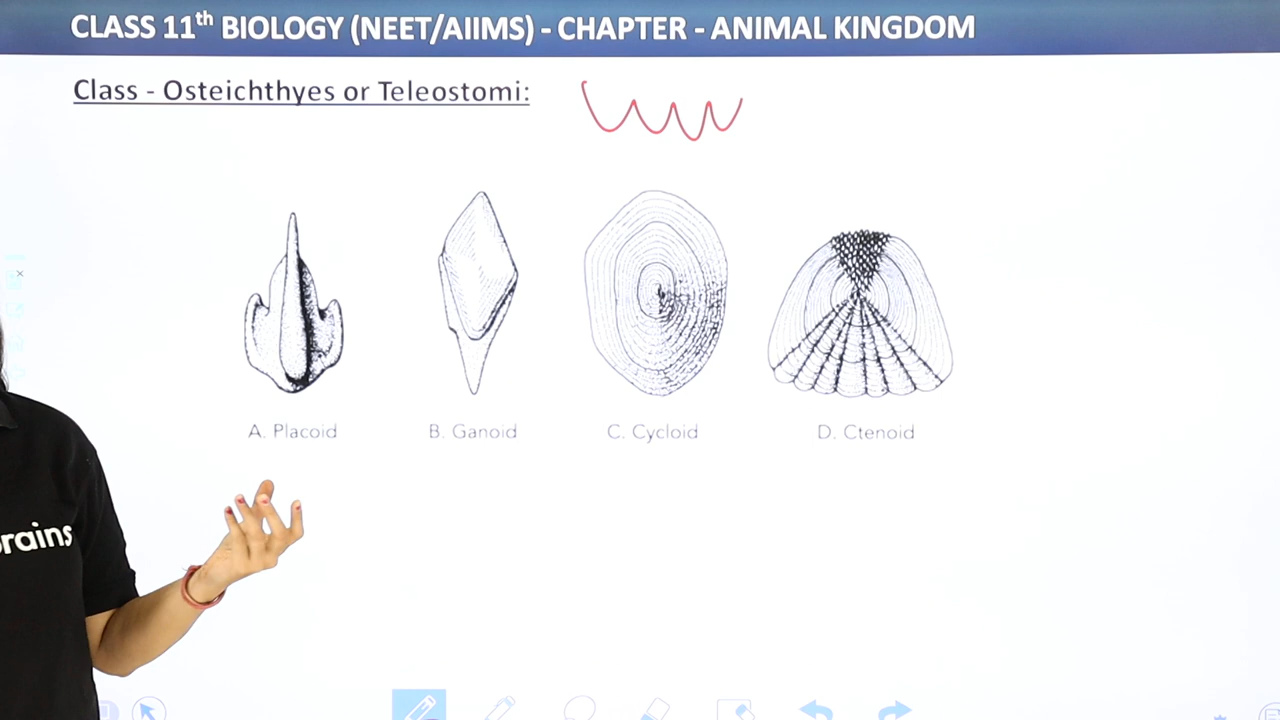 CLASS 11th BIOLOGY (NEET/AIIMS) - CHAPTER - ANIMAL KINGDOM
Class - Osteichthyes or Teleostomi:
A. Placoid
B. Ganoid
C. Cycloid
D. Ctenoid
rains